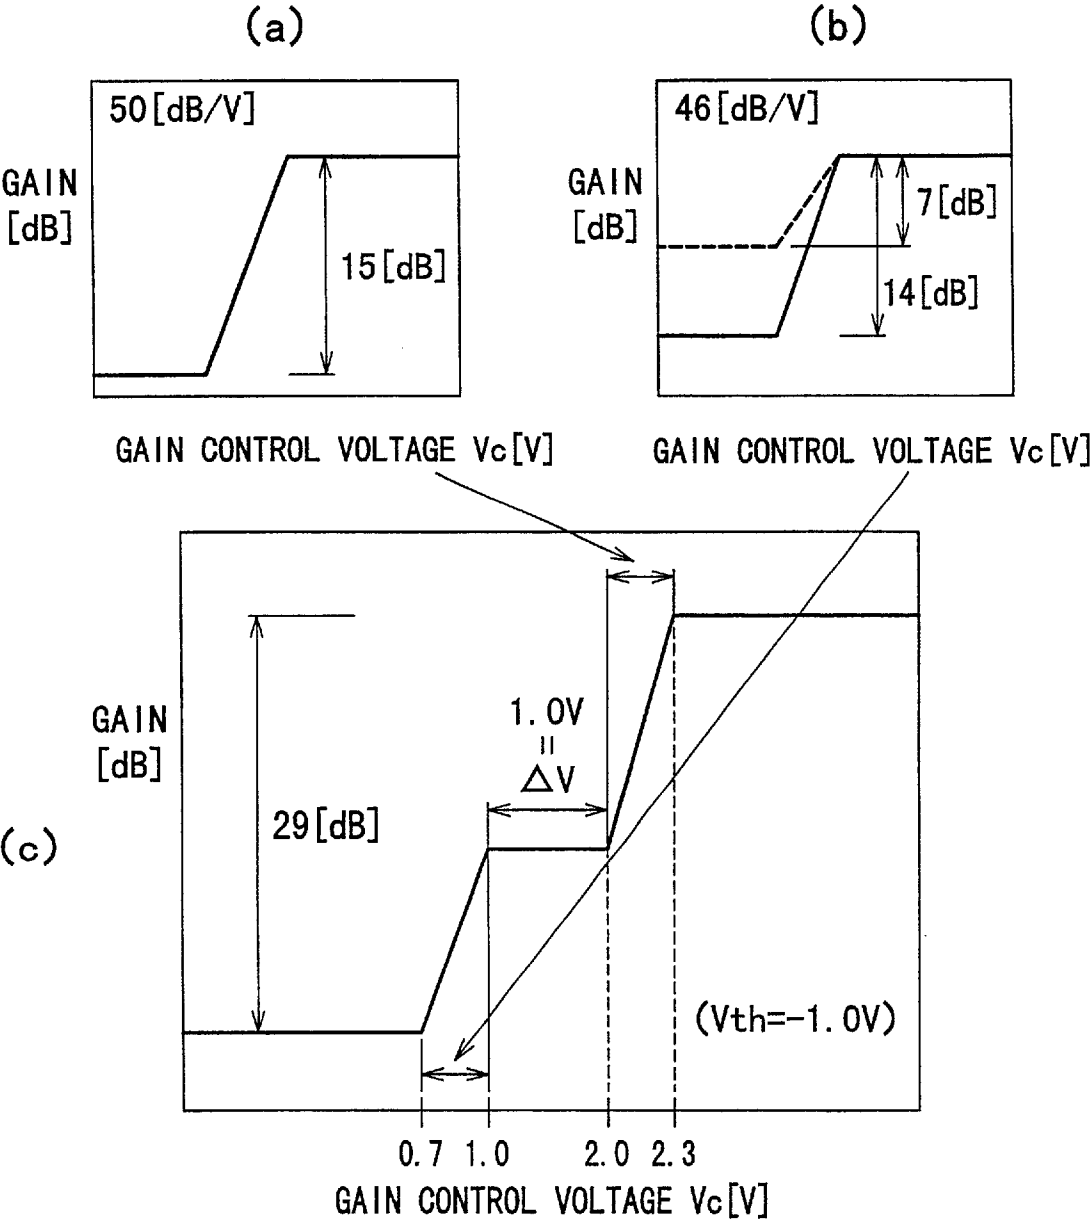 (a)
50[dB/V]
GAIN
[dB]
15[dB]
GAIN CONTROL VOLTAGE Vc[V]
(b)
46[dB/V]
GAIN
[dB]
7[dB]
14[dB]
GAIN CONTROL VOLTAGE Vc[V]
(c)
GAIN
[dB]
29[dB]
1.0V
=
△V
(Vth=-1.0V)
0.7 1.0 2.0 2.3
GAIN CONTROL VOLTAGE Vc[V]